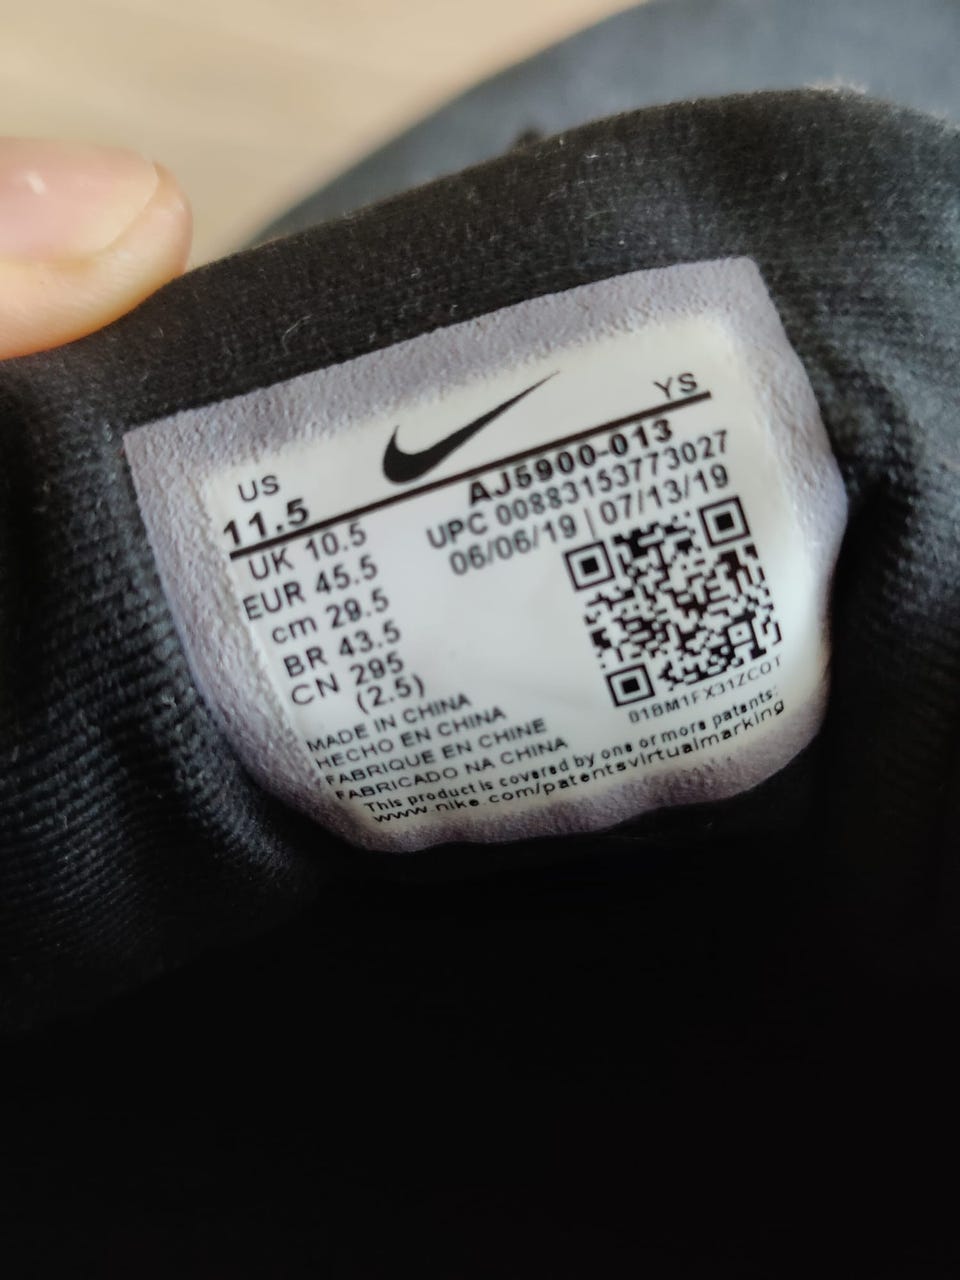 US
YS
11.5
AJ5900-013
UK 10.5
UPC 00883153773027
EUR 45.5
06/06/19 | 07/13/19
cm 29.5
BR 43.5
CN 295
(2.5)
01BM1FX31ZC0T
MADE IN CHINA
HECHO EN CHINA
FABRIQUE EN CHINE
FABRICADO NA CHINA
This product is covered by one or more patents:
www.nike.com/patentsvirtualmarking